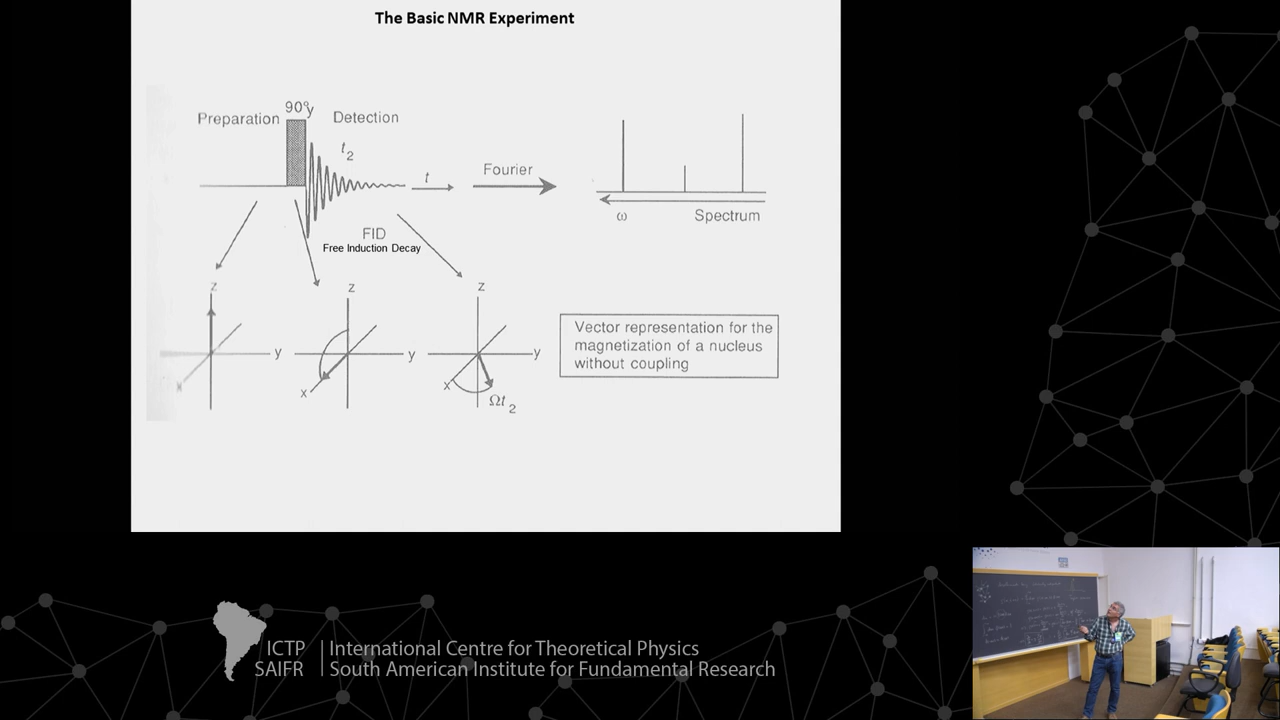 The Basic NMR Experiment
Preparation
90°y
Detection
t2
t
Fourier
ω
Spectrum
FID
Free Induction Decay
z
y
x
z
y
x
z
y
x
Ωt2
Vector representation for the
magnetization of a nucleus
without coupling
ICTP
SAIFR
International Centre for Theoretical Physics
South American Institute for Fundamental Research